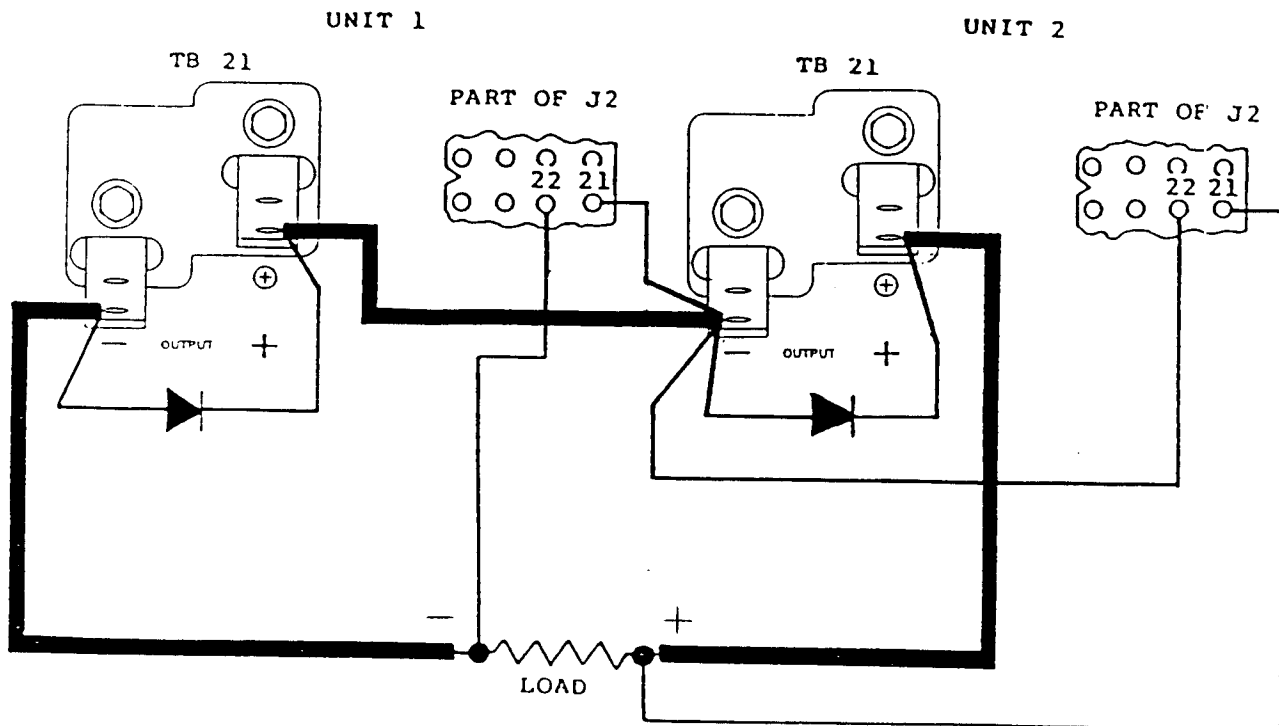 UNIT 1
UNIT 2
TB 21
PART OF J2
22 21
TB 21
PART OF J2
22 21
+
− OUTPUT +
+
− OUTPUT +
−
+
LOAD